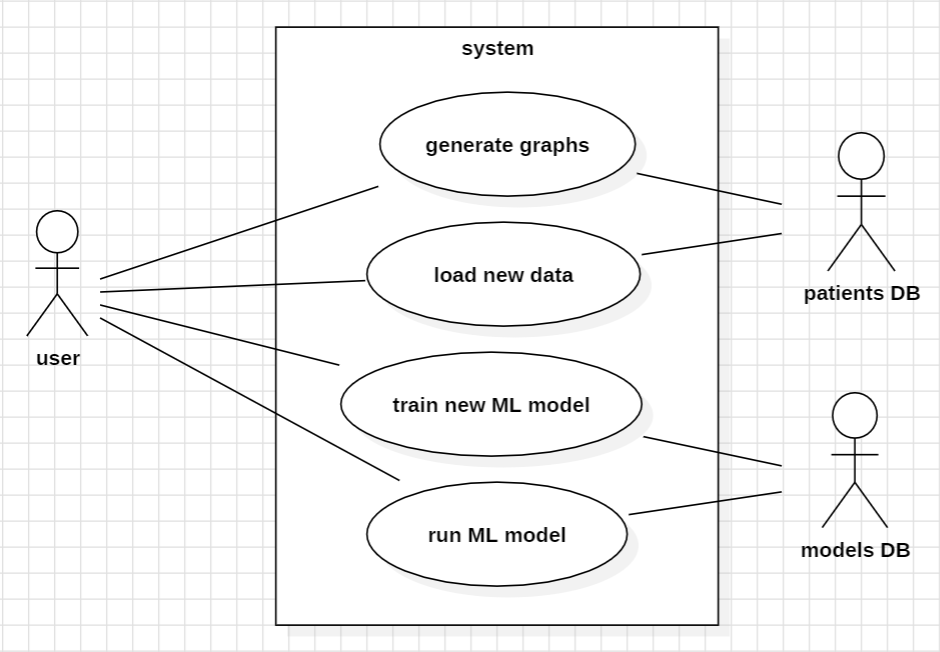 system
generate graphs
load new data
patients DB
user
train new ML model
run ML model
models DB